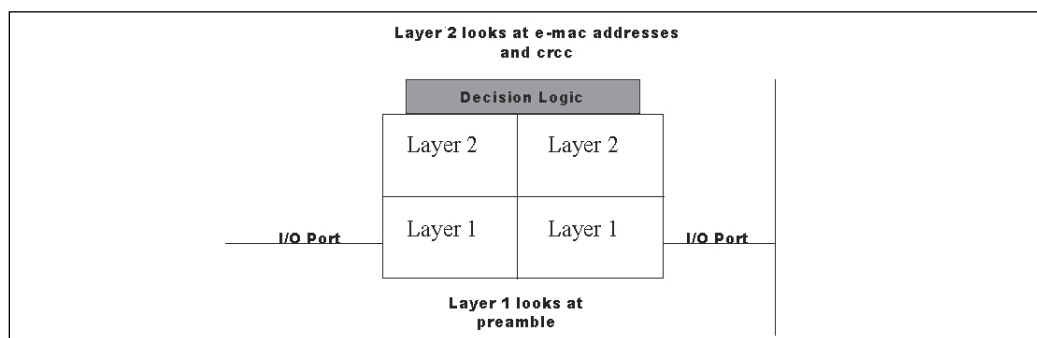 Layer 2 looks at e-mac addresses
and crcc
Decision Logic
Layer 2 Layer 2
Layer 1 Layer 1
I/O Port I/O Port
Layer 1 looks at
preamble